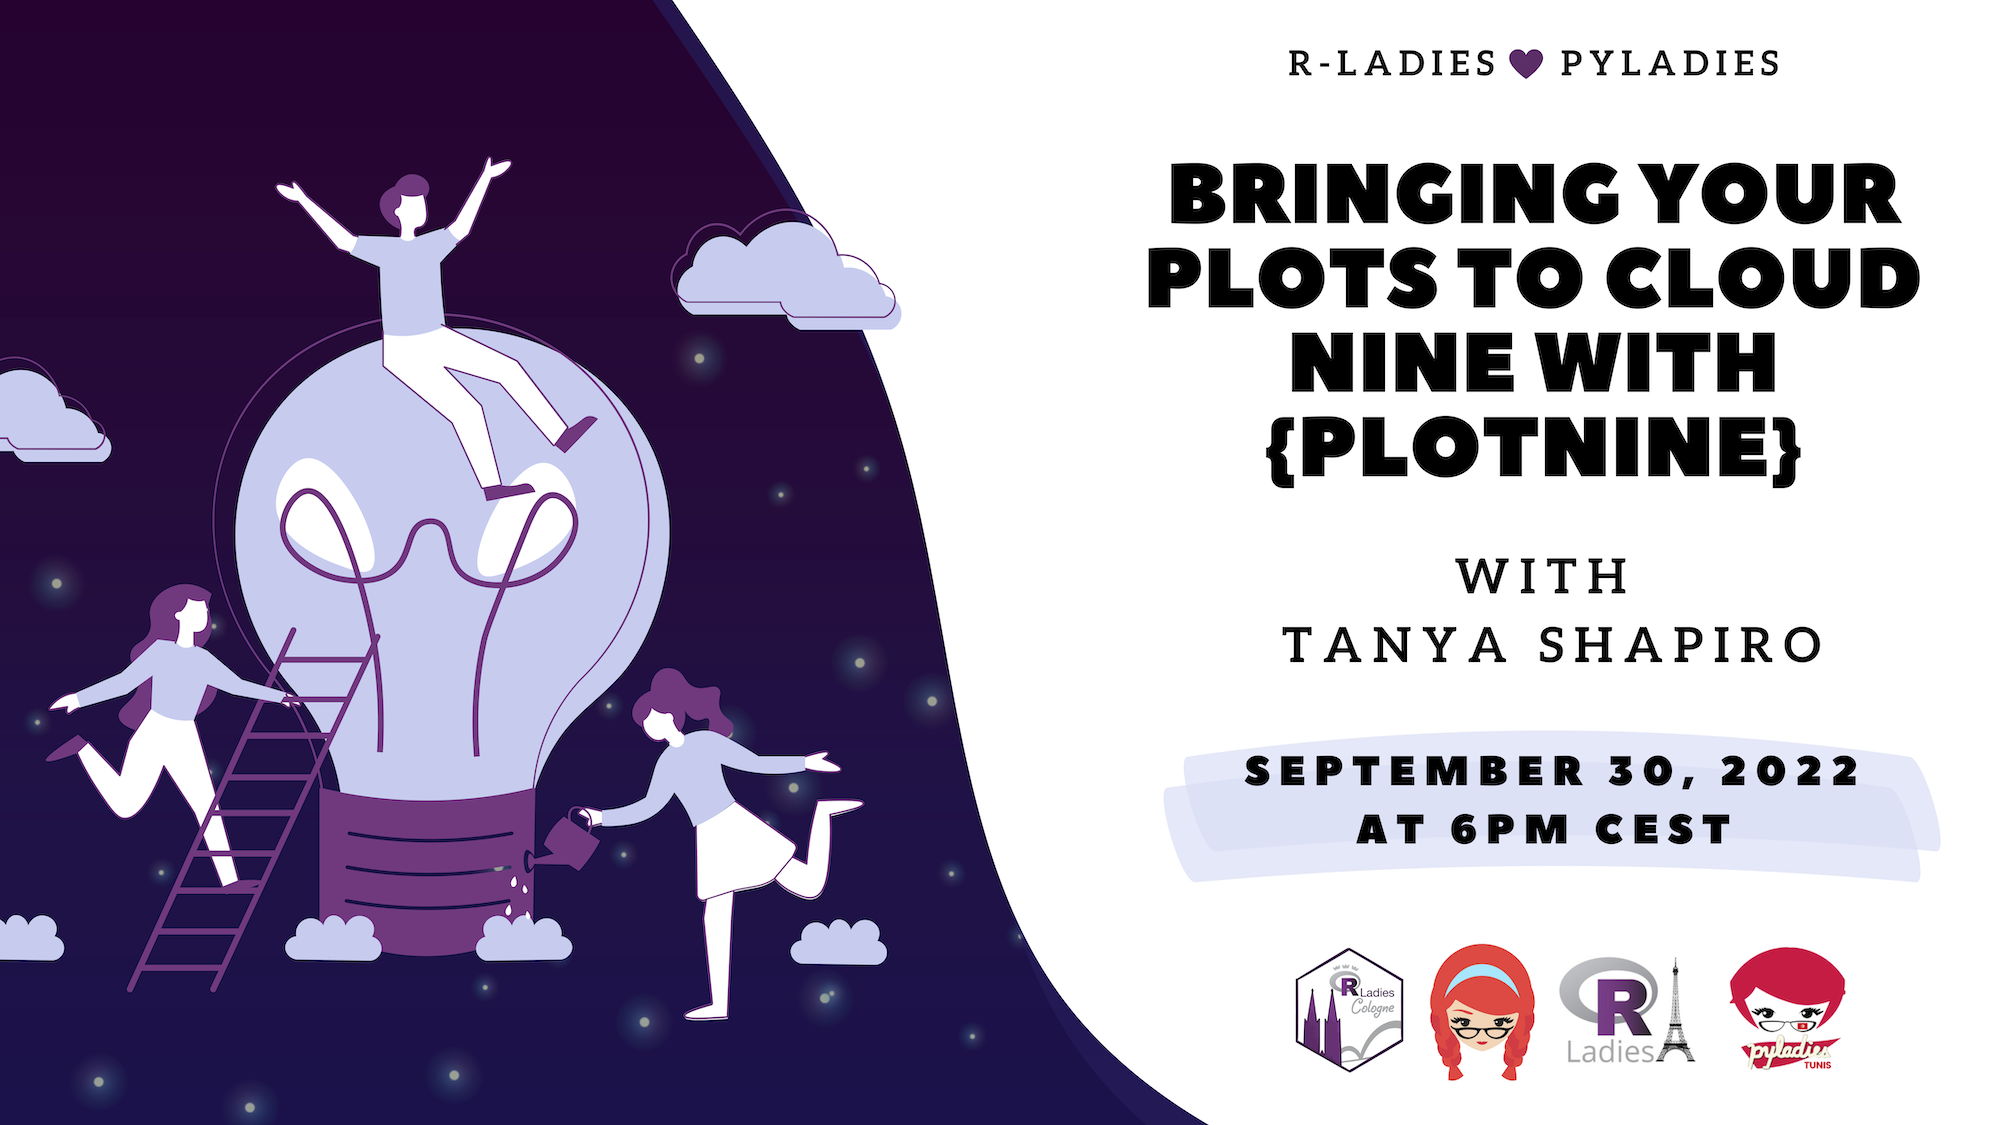 R-LADIES 💜 PYLADIES
BRINGING YOUR
PLOTS TO CLOUD
NINE WITH
{PLOTNINE}
WITH
TANYA SHAPIRO
SEPTEMBER 30, 2022
AT 6PM CEST
R Ladies
Cologne
R
Ladies
pyladies
TUNIS